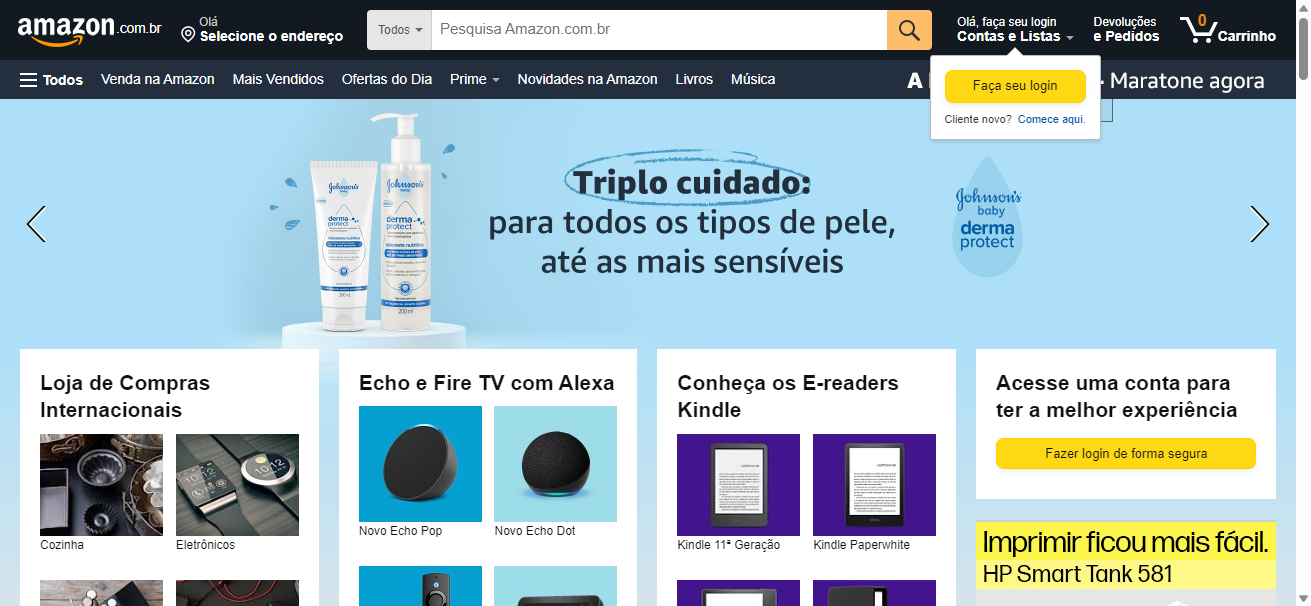 amazon.com.br
Olá
Selecione o endereço
Todos
Pesquisa Amazon.com.br
Olá, faça seu login
Contas e Listas
Devoluções
e Pedidos
0
Carrinho
Todos
Venda na Amazon
Mais Vendidos
Ofertas do Dia
Prime
Novidades na Amazon
Livros
Música
A
- Maratone agora
Faça seu login
Cliente novo? Comece aqui.
Triplo cuidado:
para todos os tipos de pele,
até as mais sensíveis
Johnson's
baby
derma
protect
200 ml
Johnson's
baby
derma
protect
200 ml
Johnson's
baby
derma
protect
Loja de Compras
Internacionais
Cozinha
Eletrônicos
Echo e Fire TV com Alexa
Novo Echo Pop
Novo Echo Dot
Conheça os E-readers
Kindle
Kindle 11ª Geração
Kindle Paperwhite
Acesse uma conta para
ter a melhor experiência
Fazer login de forma segura
Imprimir ficou mais fácil.
HP Smart Tank 581